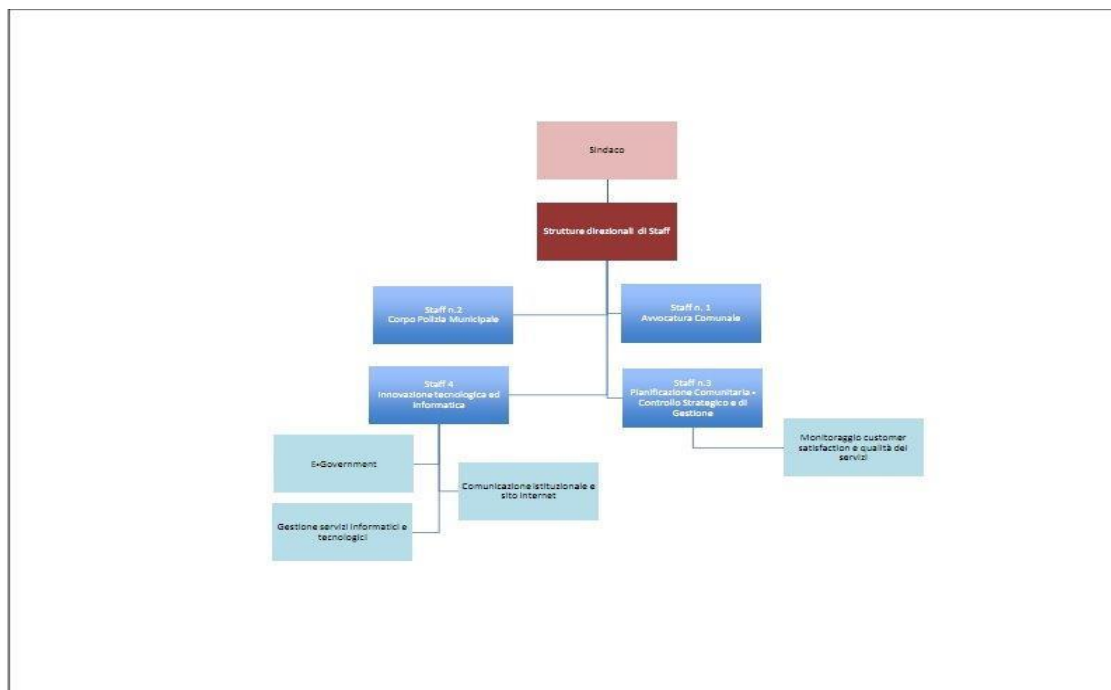 Sindaco
Strutture direzionali di Staff
Staff n.2
Corpo Polizia Municipale
Staff n. 1
Avvocatura Comunale
Staff 4
Innovazione tecnologica ed
Informatica
Staff n.3
Planificazione Comunitaria -
Controllo Strategico e di
Gestione
Monitoraggio customer
satisfaction e qualità dei
servizi
E-Government
Comunicazione istituzionale e
sito internet
Gestione servizi informatici e
tecnologici